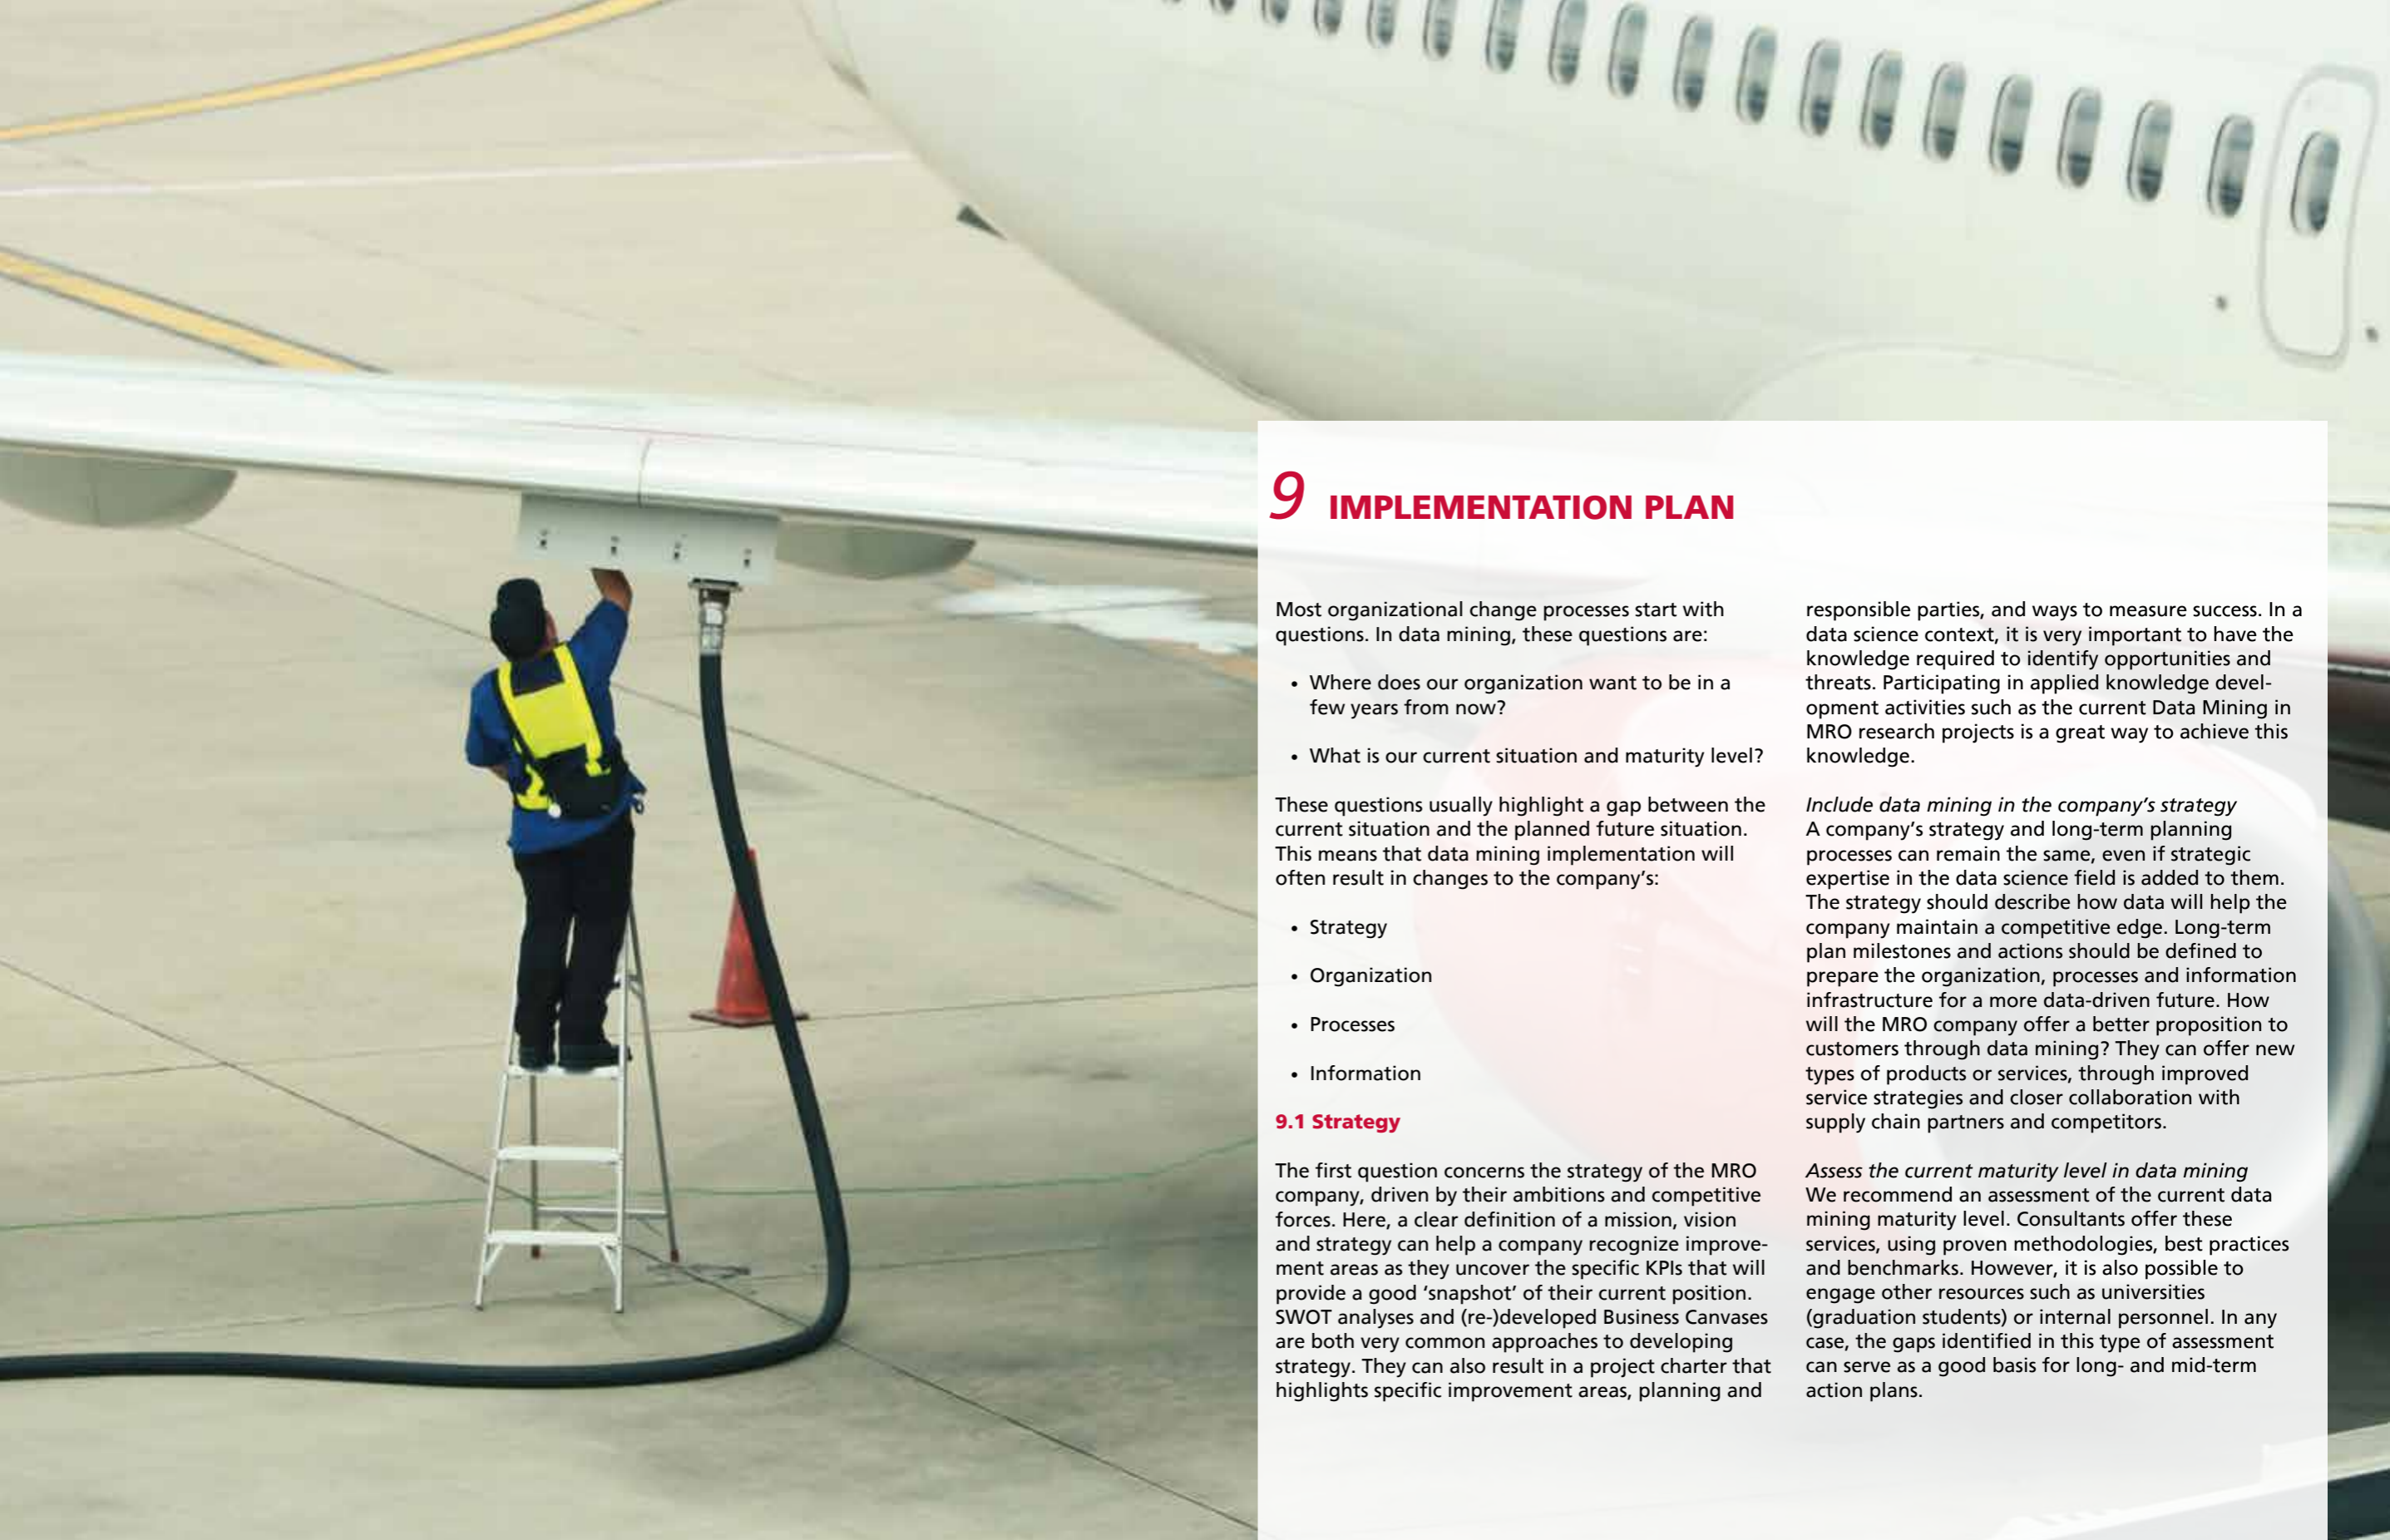 9 IMPLEMENTATION PLAN
Most organizational change processes start with
questions. In data mining, these questions are:
• Where does our organization want to be in a
few years from now?
• What is our current situation and maturity level?
These questions usually highlight a gap between the
current situation and the planned future situation.
This means that data mining implementation will
often result in changes to the company’s:
• Strategy
• Organization
• Processes
• Information
9.1 Strategy
The first question concerns the strategy of the MRO
company, driven by their ambitions and competitive
forces. Here, a clear definition of a mission, vision
and strategy can help a company recognize improve-
ment areas as they uncover the specific KPIs that will
provide a good ‘snapshot’ of their current position.
SWOT analyses and (re-)developed Business Canvases
are both very common approaches to developing
strategy. They can also result in a project charter that
highlights specific improvement areas, planning and
responsible parties, and ways to measure success. In a
data science context, it is very important to have the
knowledge required to identify opportunities and
threats. Participating in applied knowledge devel-
opment activities such as the current Data Mining in
MRO research projects is a great way to achieve this
knowledge.
Include data mining in the company’s strategy
A company’s strategy and long-term planning
processes can remain the same, even if strategic
expertise in the data science field is added to them.
The strategy should describe how data will help the
company maintain a competitive edge. Long-term
plan milestones and actions should be defined to
prepare the organization, processes and information
infrastructure for a more data-driven future. How
will the MRO company offer a better proposition to
customers through data mining? They can offer new
types of products or services, through improved
service strategies and closer collaboration with
supply chain partners and competitors.
Assess the current maturity level in data mining
We recommend an assessment of the current data
mining maturity level. Consultants offer these
services, using proven methodologies, best practices
and benchmarks. However, it is also possible to
engage other resources such as universities
(graduation students) or internal personnel. In any
case, the gaps identified in this type of assessment
can serve as a good basis for long- and mid-term
action plans.